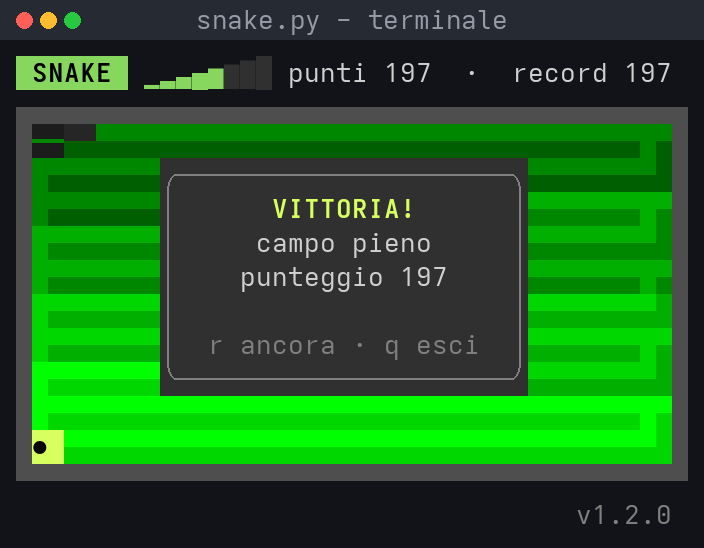 snake.py – terminale
SNAKE punti 197 · record 197
VITTORIA!
campo pieno
punteggio 197
r ancora · q esci
v1.2.0